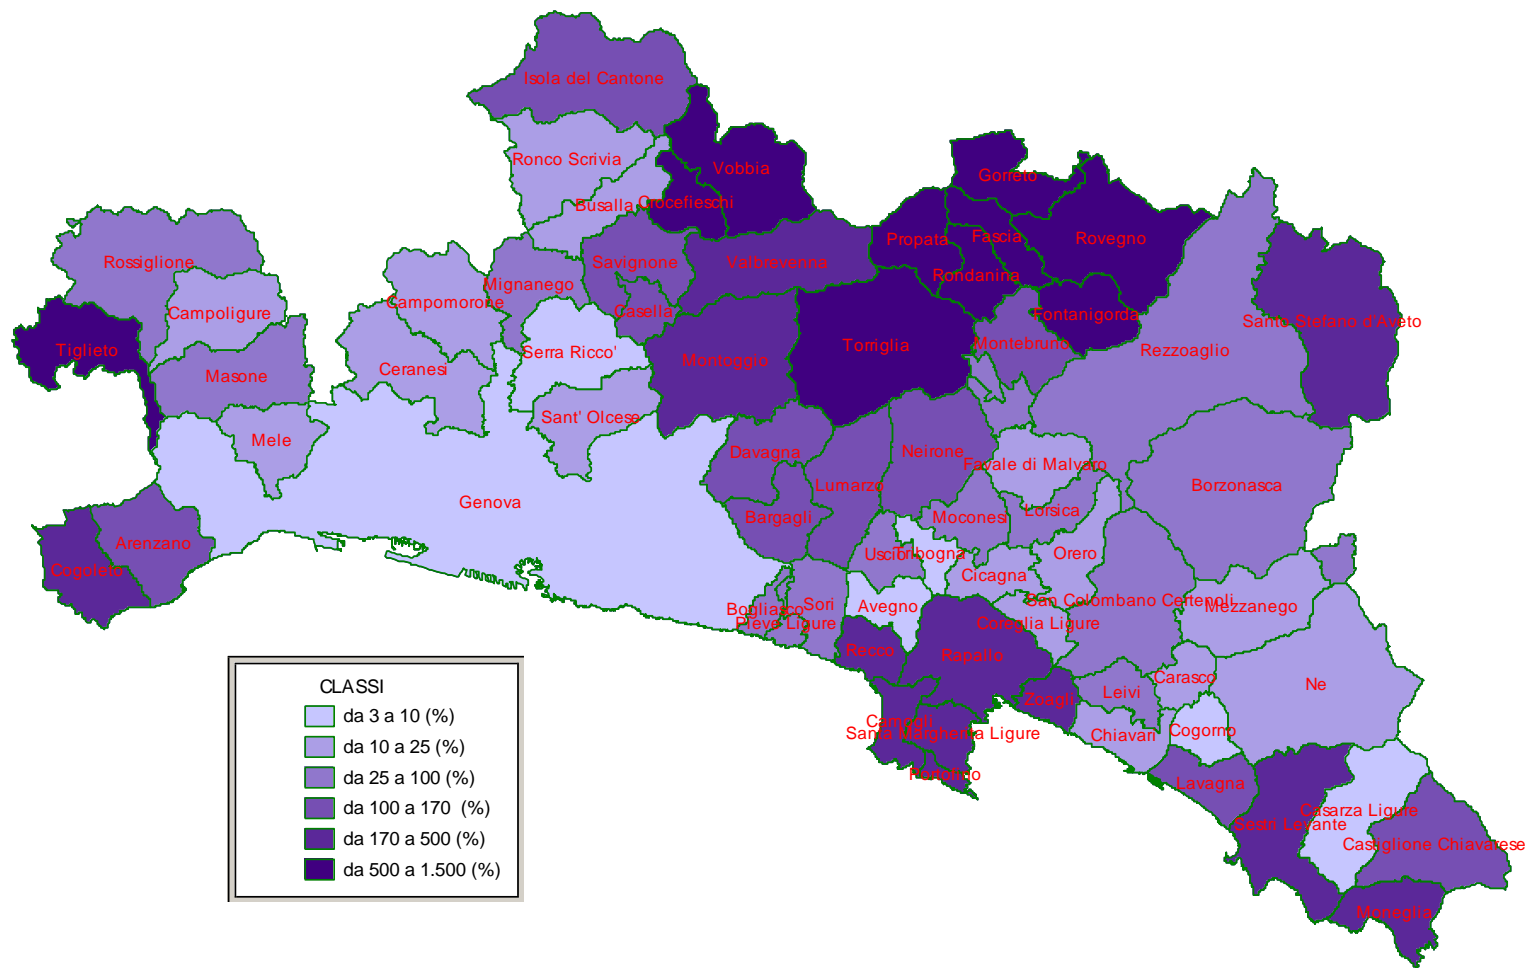 Isola del Cantone
Ronco Scrivia
Vobbia
Gorreto
Busalla
Crocefieschi
Propata
Fascia
Rovegno
Rossiglione
Savignone
Valbrevenna
Rondanina
Mignanego
Campomorone
Campoligure
Casella
Fontanigorda
Santo Stefano d'Aveto
Tiglieto
Serra Ricco'
Torriglia
Montebruno
Rezzoaglio
Masone
Ceranesi
Montoggio
Sant' Olcese
Mele
Davagna
Neirone
Favale di Malvaro
Genova
Lumarzo
Borzonasca
Bargagli
Moconesi
Lorsica
Arenzano
Uscio
Tribogna
Orero
Cogoleto
Cicagna
Bogliasco
Sori
Avegno
San Colombano Certenoli
Mezzanego
Pieve Ligure
Coreglia Ligure
Recco
Rapallo
Carasco
Ne
Leivi
Zoagli
Camogli
Santa Margherita Ligure
Chiavari
Cogorno
Portofino
Lavagna
Casarza Ligure
Sestri Levante
Castiglione Chiavarese
Moneglia
CLASSI
da 3 a 10 (%)
da 10 a 25 (%)
da 25 a 100 (%)
da 100 a 170 (%)
da 170 a 500 (%)
da 500 a 1.500 (%)